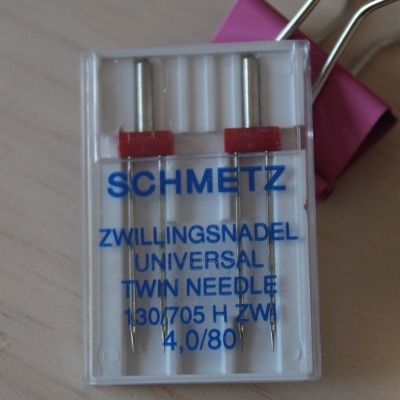 SCHMETZ
ZWILLINGSNADEL
UNIVERSAL
TWIN NEEDLE
130/705 H ZWI
4,0/80